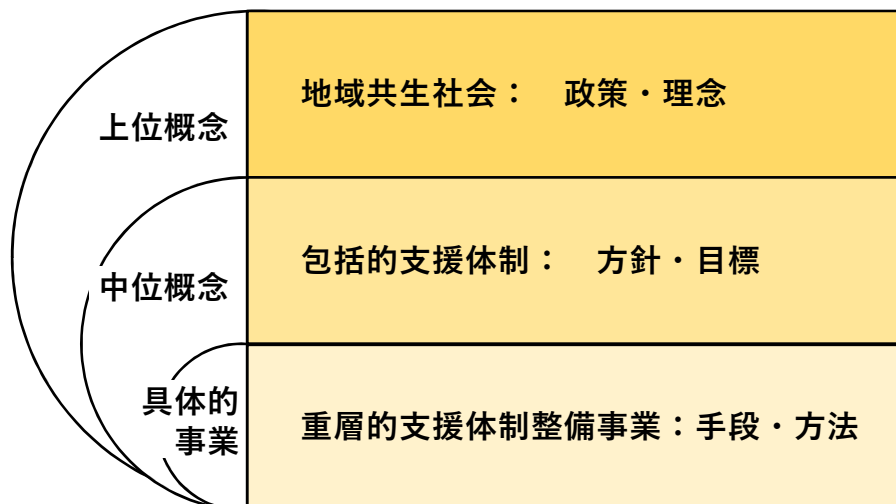 上位概念
地域共生社会：　政策・理念
中位概念
包括的支援体制：　方針・目標
具体的
事業
重層的支援体制整備事業：手段・方法